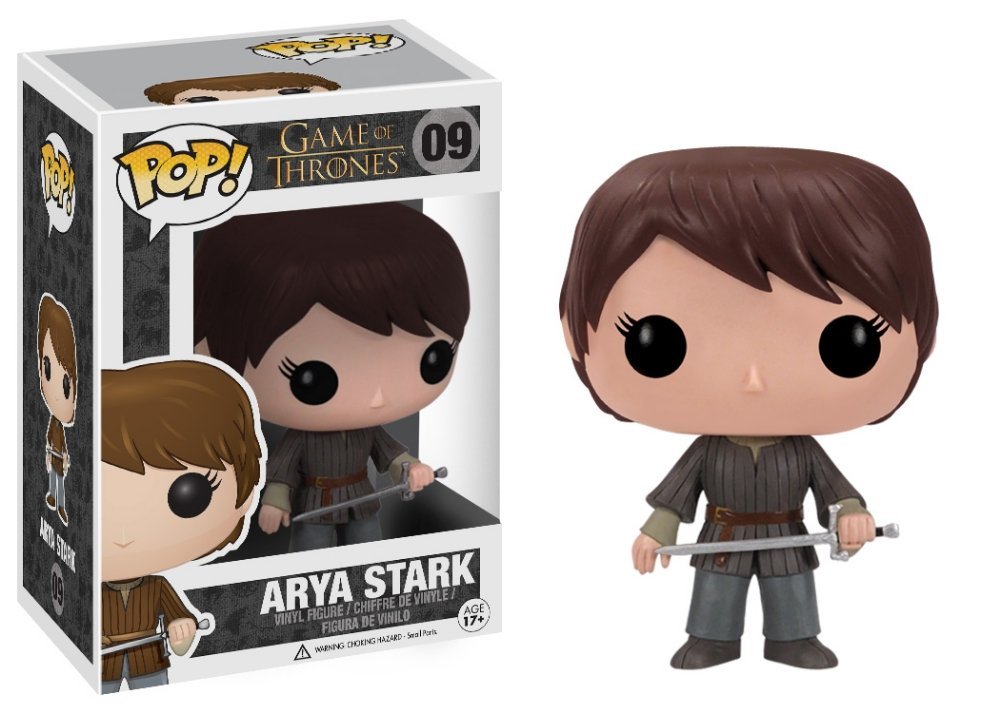 POP!
POP!
GAME OF
THRONES™
09
POP!
ARYA STARK
09
ARYA STARK
VINYL FIGURE / CHIFFRE DE VINYLE /
FIGURA DE VINILO
AGE
17+
WARNING: CHOKING HAZARD - Small Parts.